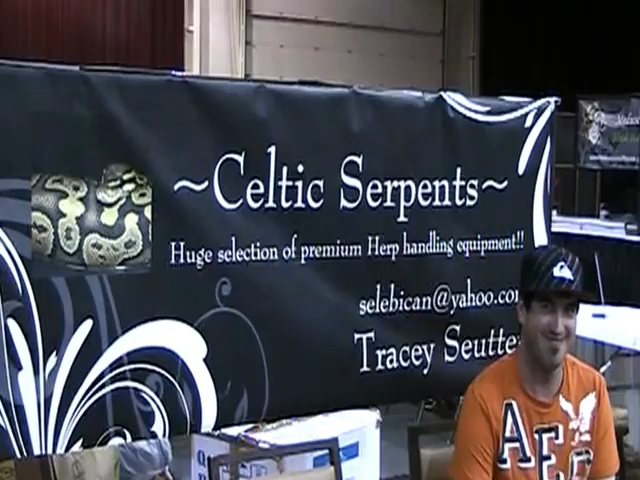 ~Celtic Serpents~
Huge selection of premium Herp handling equipment!!
selebican@yahoo.co
Tracey Seutte
AE